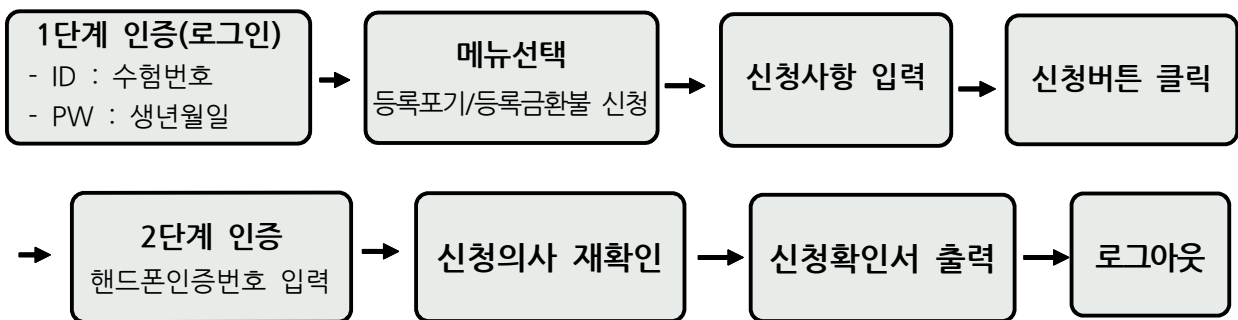 1단계 인증(로그인)
- ID : 수험번호
- PW : 생년월일
메뉴선택
등록포기/등록금환불 신청
신청사항 입력
신청버튼 클릭
2단계 인증
핸드폰인증번호 입력
신청의사 재확인
신청확인서 출력
로그아웃